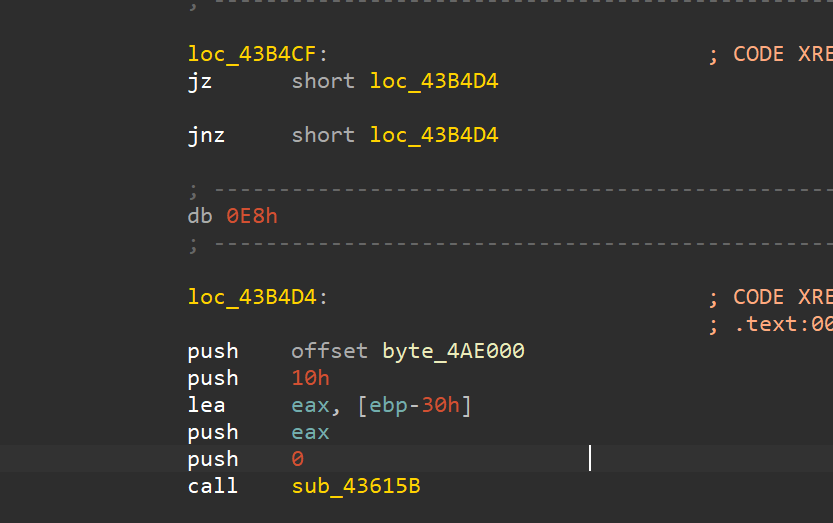 ; ------------------------------------------------
loc_43B4CF: ; CODE XRE
jz short loc_43B4D4
jnz short loc_43B4D4
; ------------------------------------------------
db 0E8h
; ------------------------------------------------
loc_43B4D4: ; CODE XRE
; .text:00
push offset byte_4AE000
push 10h
lea eax, [ebp-30h]
push eax
push 0
call sub_43615B